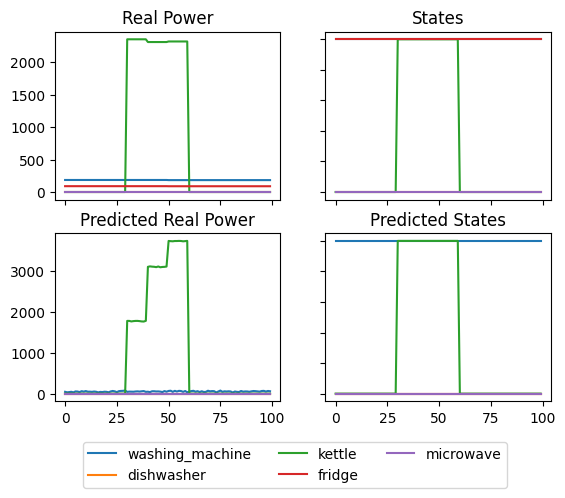 Real Power
States
2000
1500
1000
500
0
Predicted Real Power
Predicted States
3000
2000
1000
0
0 25 50 75 100
0 25 50 75 100
washing_machine kettle microwave
dishwasher fridge